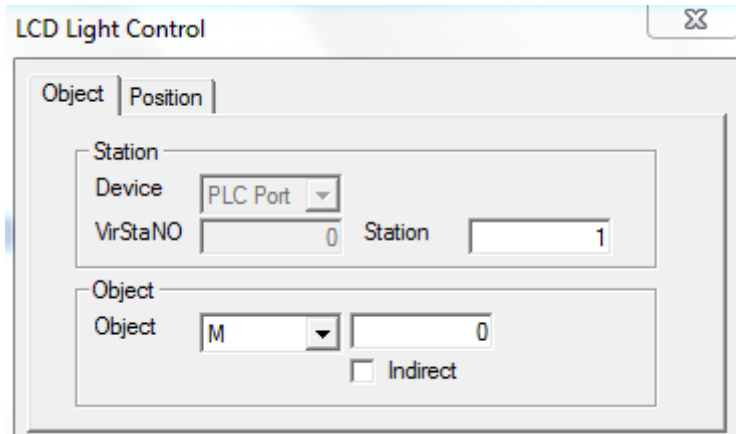 LCD Light Control
Object Position
Station
Device PLC Port
VirStaNO 0 Station 1
Object
Object M 0
Indirect